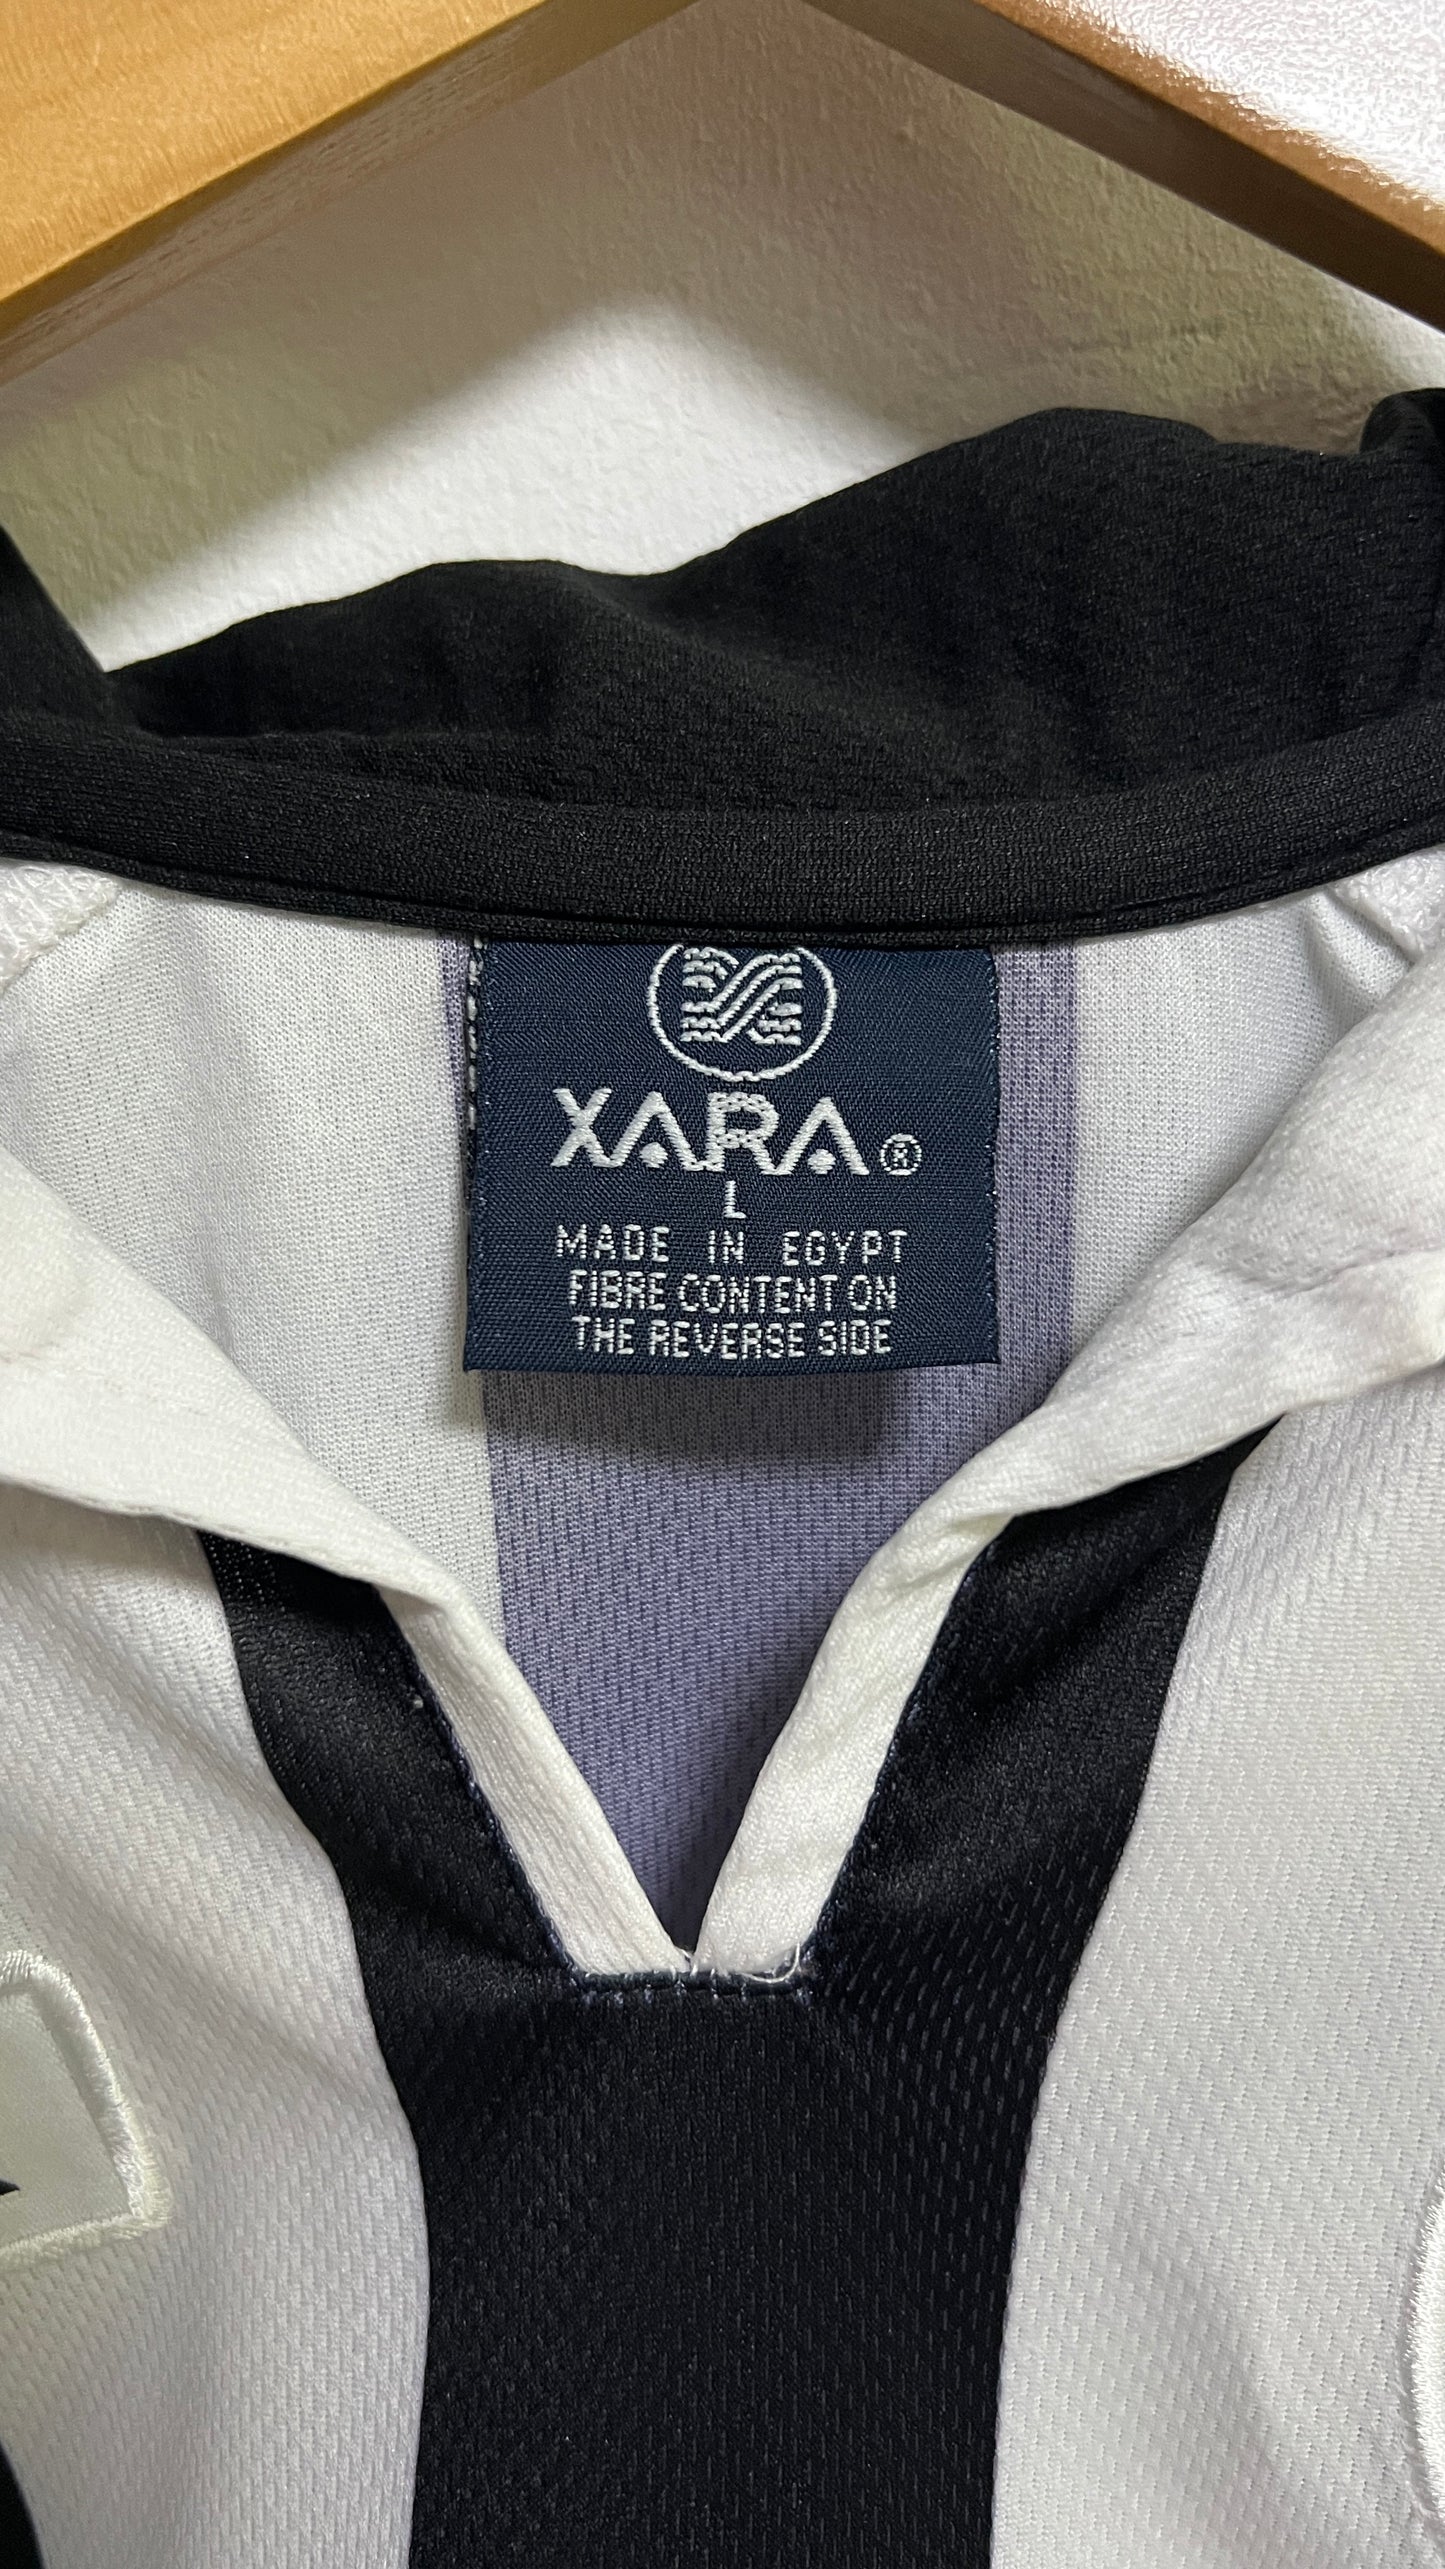 XARA®
L
MADE IN EGYPT
FIBRE CONTENT ON
THE REVERSE SIDE